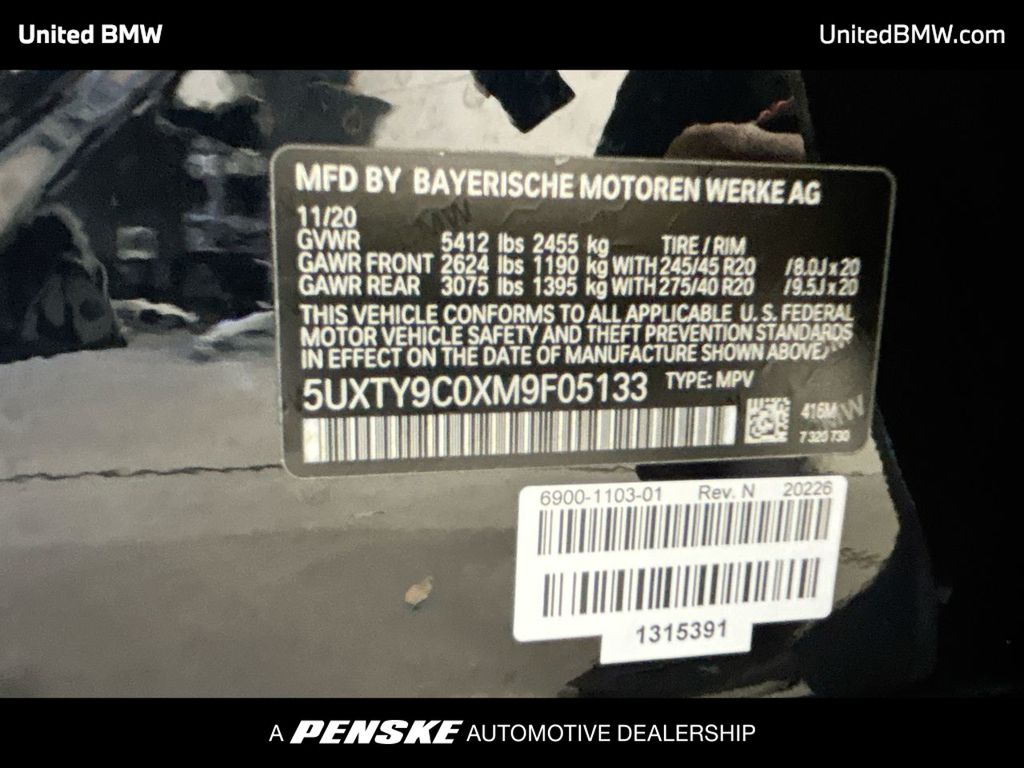 United BMW
UnitedBMW.com
MFD BY BAYERISCHE MOTOREN WERKE AG
11/20
GVWR 5412 lbs 2455 kg TIRE / RIM
GAWR FRONT 2624 lbs 1190 kg WITH 245/45 R20 /8.0J x 20
GAWR REAR 3075 lbs 1395 kg WITH 275/40 R20 /9.5J x 20
THIS VEHICLE CONFORMS TO ALL APPLICABLE U.S. FEDERAL
MOTOR VEHICLE SAFETY AND THEFT PREVENTION STANDARDS
IN EFFECT ON THE DATE OF MANUFACTURE SHOWN ABOVE.
5UXTY9C0XM9F05133 TYPE: MPV
416M
7 320 730
6900-1103-01 Rev. N 20226
1315391
A PENSKE AUTOMOTIVE DEALERSHIP